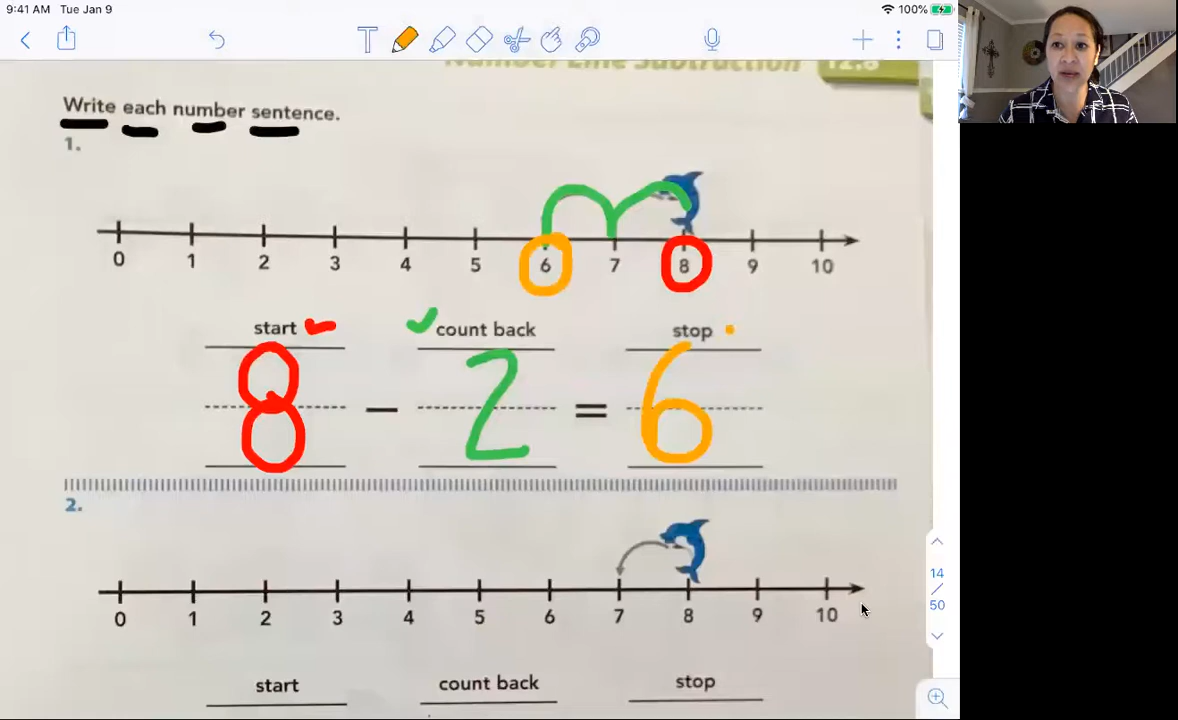 9:41 AM Tue Jan 9
100%
T
Number Line Subtraction
12.8
Write each number sentence.
1.
0 1 2 3 4 5 6 7 8 9 10
start count back stop
8 − 2 = 6
2.
0 1 2 3 4 5 6 7 8 9 10
start count back stop
14
/
50